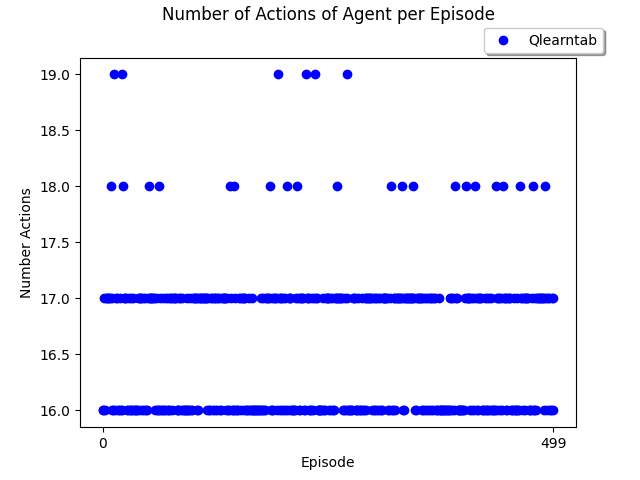 Number of Actions of Agent per Episode
Qlearntab
19.0
18.5
18.0
17.5
17.0
16.5
16.0
Number Actions
0 499
Episode